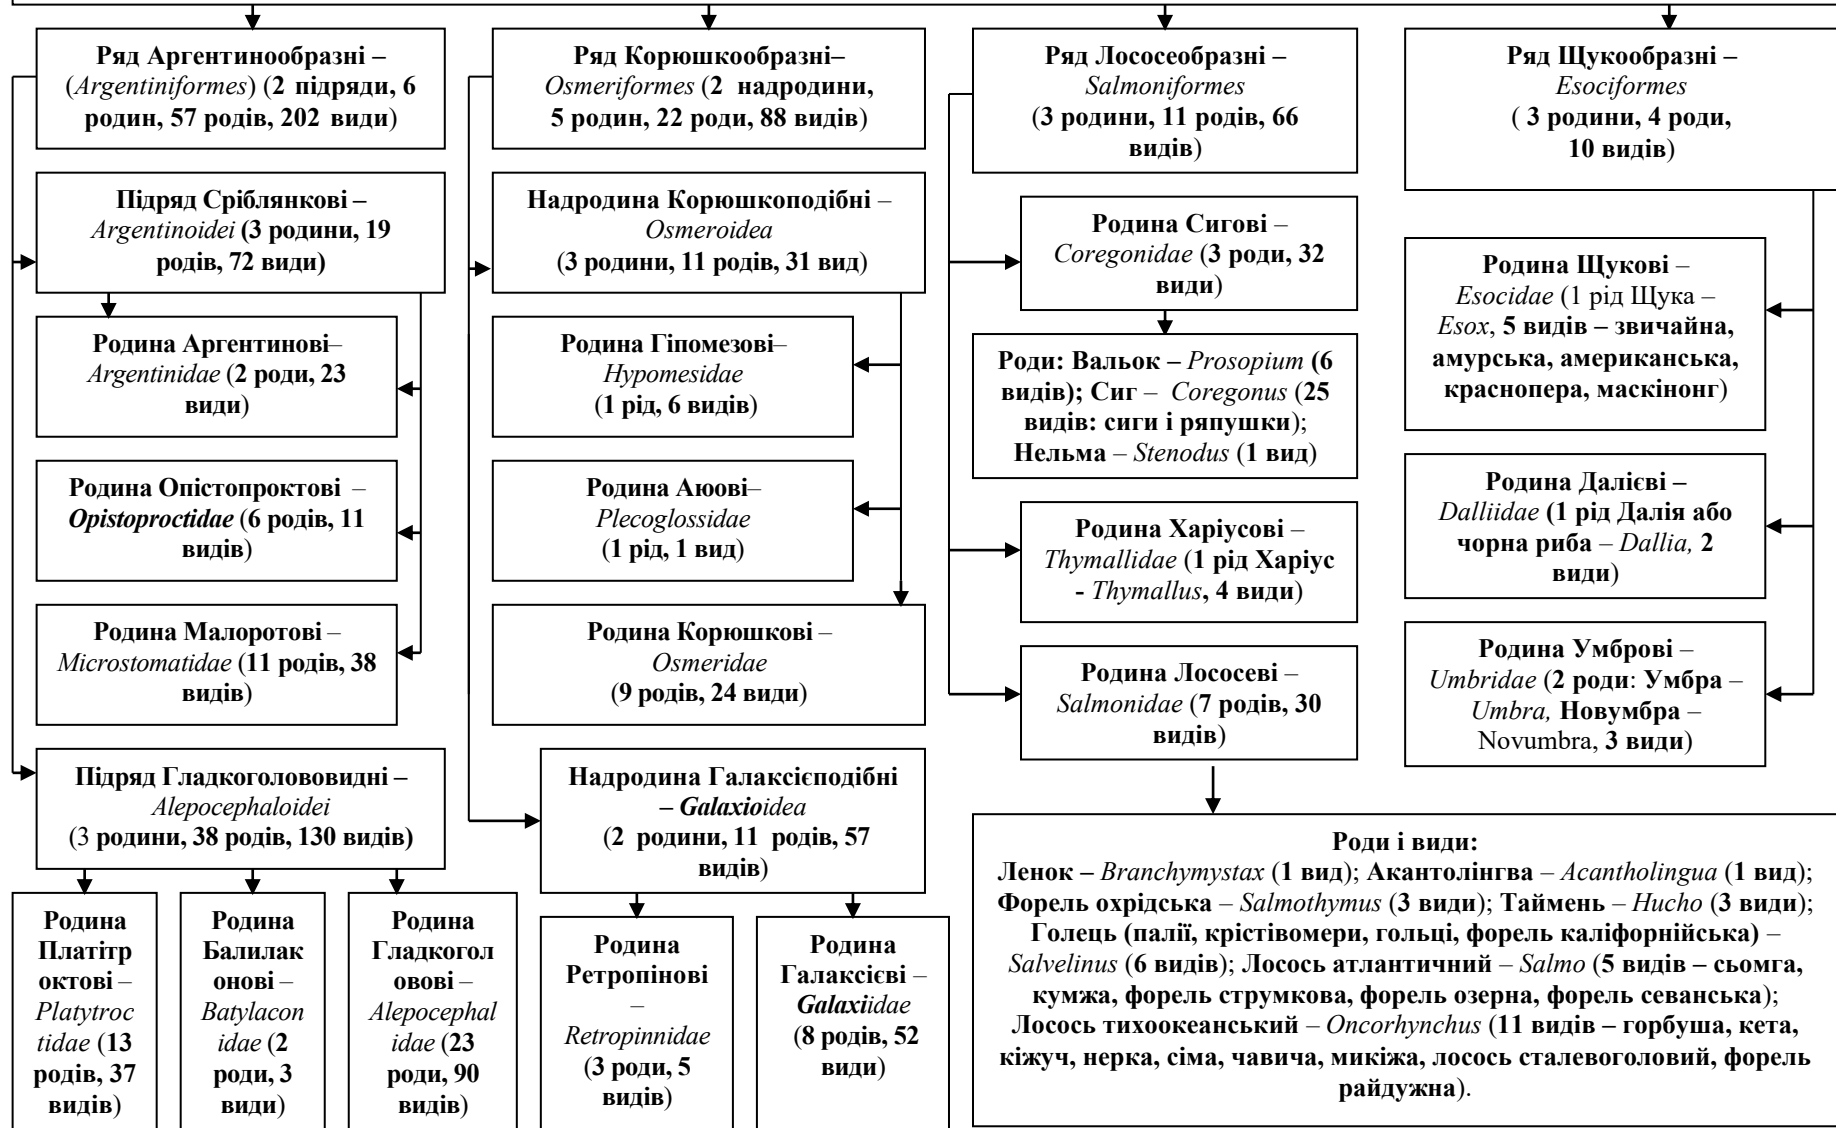 Ряд Аргентинообразні –
(Argentiniformes) (2 підряди, 6
родин, 57 родів, 202 види)
Підряд Сріблянкові –
Argentinoidei (3 родини, 19
родів, 72 види)
Родина Аргентинові–
Argentinidae (2 роди, 23
види)
Родина Опістопроктові –
Opistoproctidae (6 родів, 11
видів)
Родина Малоротові –
Microstomatidae (11 родів, 38
видів)
Підряд Гладкоголововидні –
Alepocephaloidei
(3 родини, 38 родів, 130 видів)
Родина
Платітр
октові –
Platytroc
tidae (13
родів, 37
видів)
Родина
Балилак
онові –
Batylacon
idae (2
роди, 3
види)
Родина
Гладкогол
овові –
Alepocephal
idae (23
роди, 90
видів)
Ряд Корюшкообразні–
Osmeriformes (2 надродини,
5 родин, 22 роди, 88 видів)
Надродина Корюшкоподібні –
Osmeroidea
(3 родини, 11 родів, 31 вид)
Родина Гіпомезові–
Hypomesidae
(1 рід, 6 видів)
Родина Аюові–
Plecoglossidae
(1 рід, 1 вид)
Родина Корюшкові –
Osmeridae
(9 родів, 24 види)
Надродина Галаксієподібні
– Galaxioidea
(2 родини, 11 родів, 57
видів)
Родина
Ретропінові
–
Retropinnidae
(3 роди, 5
видів)
Родина
Галаксієві –
Galaxiidae
(8 родів, 52
види)
Ряд Лососеобразні –
Salmoniformes
(3 родини, 11 родів, 66
видів)
Родина Сигові –
Coregonidae (3 роди, 32
види)
Роди: Вальок – Prosopium (6
видів); Сиг – Coregonus (25
видів: сиги і ряпушки);
Нельма – Stenodus (1 вид)
Родина Харіусові –
Thymallidae (1 рід Харіус
- Thymallus, 4 види)
Родина Лососеві –
Salmonidae (7 родів, 30
видів)
Роди і види:
Ленок – Branchymystax (1 вид); Акантолінгва – Acantholingua (1 вид);
Форель охрідська – Salmothymus (3 види); Таймень – Hucho (3 види);
Голець (палії, крістівомери, гольці, форель каліфорнійська) –
Salvelinus (6 видів); Лосось атлантичний – Salmo (5 видів – сьомга,
кумжа, форель струмкова, форель озерна, форель севанська);
Лосось тихоокеанський – Oncorhynchus (11 видів – горбуша, кета,
кіжуч, нерка, сіма, чавича, микіжа, лосось сталевоголовий, форель
райдужна).
Ряд Щукообразні –
Esociformes
( 3 родини, 4 роди,
10 видів)
Родина Щукові –
Esocidae (1 рід Щука –
Esox, 5 видів – звичайна,
амурська, американська,
краснопера, маскінонг)
Родина Далієві –
Dalliidae (1 рід Далія або
чорна риба – Dallia, 2
види)
Родина Умброві –
Umbridae (2 роди: Умбра –
Umbra, Новумбра –
Novumbra, 3 види)